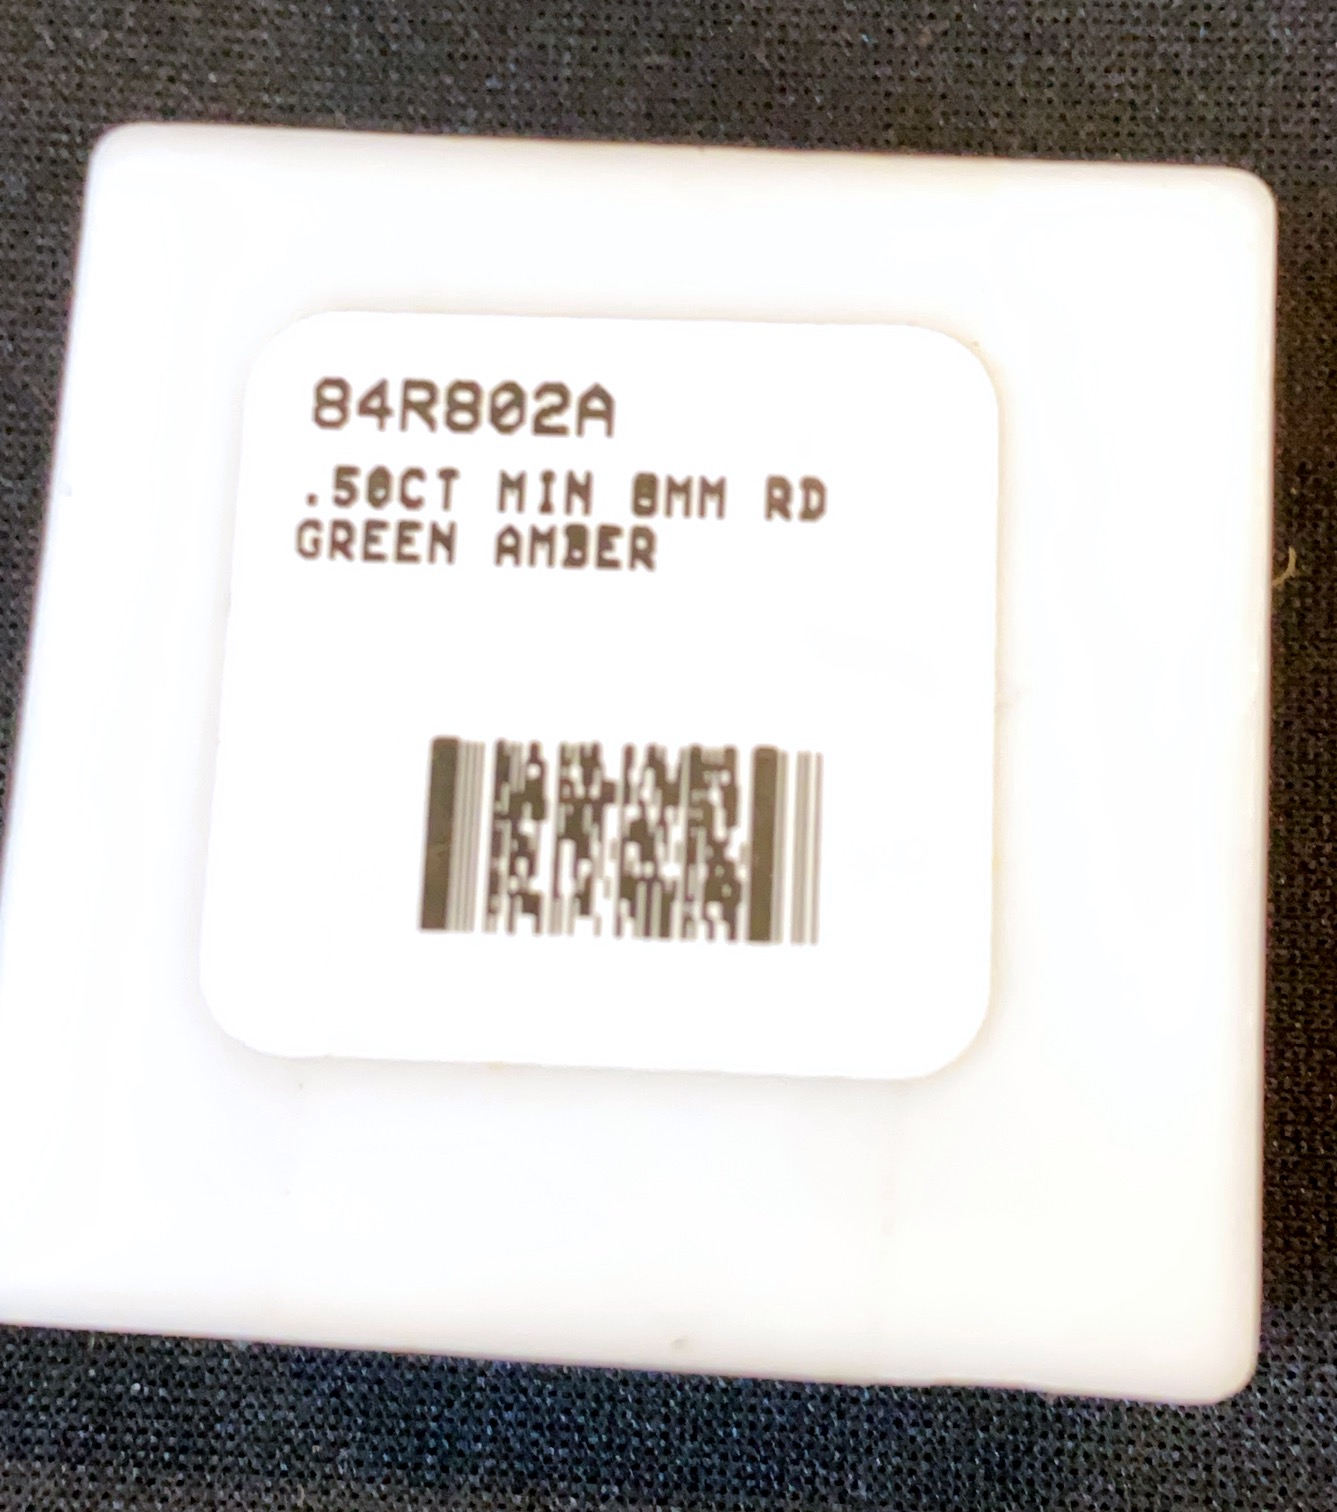 84R802A
.50CT MIN 8MM RD
GREEN AMBER